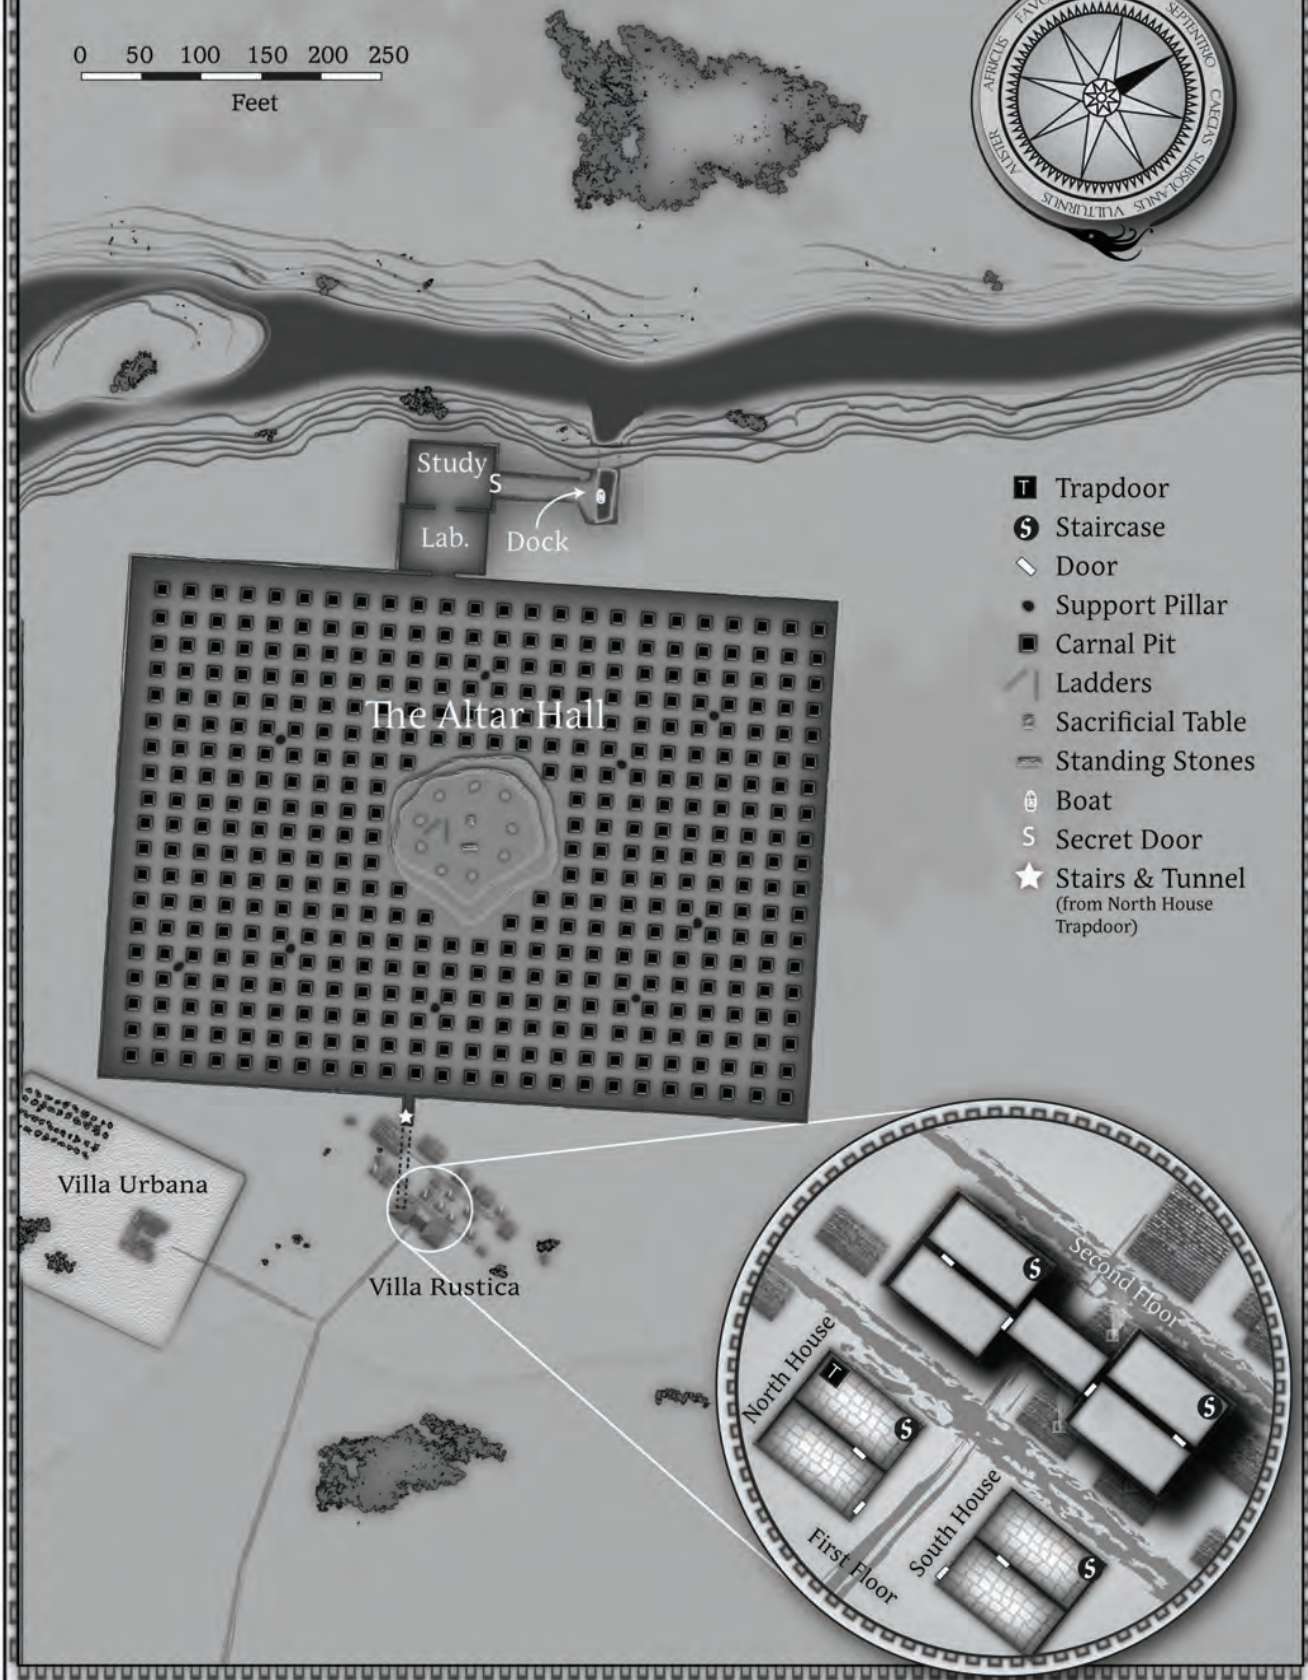 0 50 100 150 200 250
Feet
AFRICUS
SEPTENTRIO
CAECIAS
SUBSOLANUS
VULTURNUS
AUSTER
Study
S
Lab.
Dock
T Trapdoor
S Staircase
Door
Support Pillar
Carnal Pit
Ladders
Sacrificial Table
Standing Stones
Boat
S Secret Door
Stairs & Tunnel
(from North House
Trapdoor)
The Altar Hall
Villa Urbana
Villa Rustica
Second Floor
S
S
North House
T
S
South House
S
First Floor